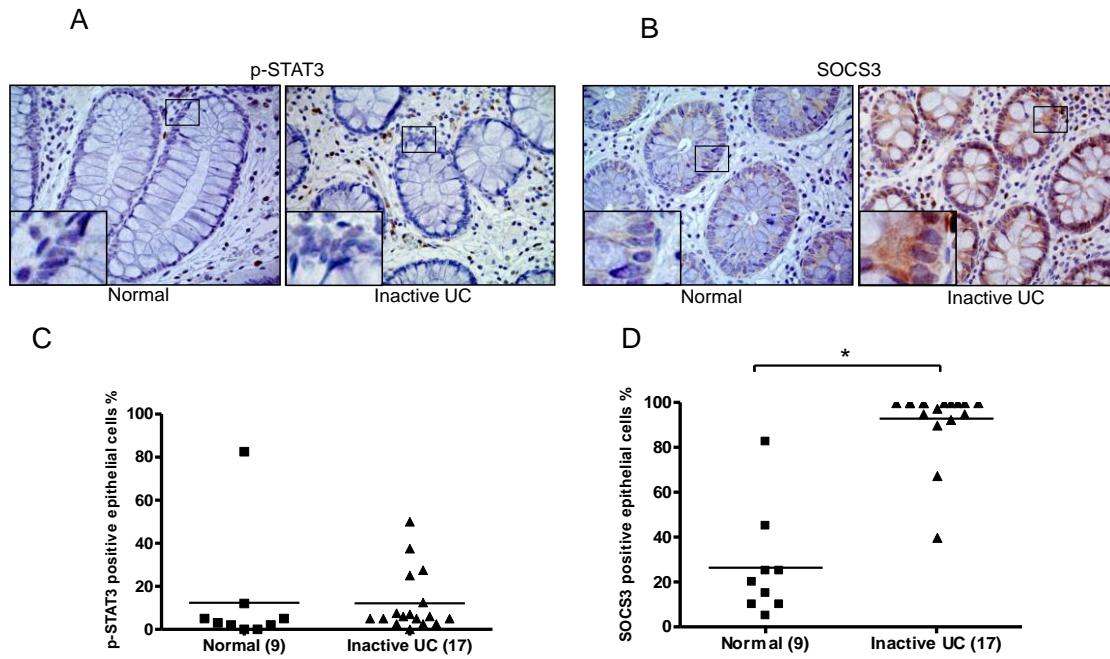 A
B
p-STAT3
SOCS3
Normal
Inactive UC
Normal
Inactive UC
C
D
*
p-STAT3 positive epithelial cells %
100
80
60
40
20
0
Normal (9)
Inactive UC (17)
SOCS3 positive epithelial cells %
100
80
60
40
20
0
Normal (9)
Inactive UC (17)